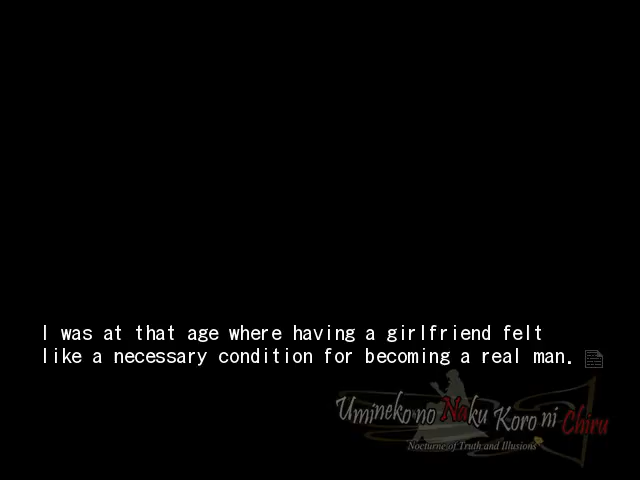 I was at that age where having a girlfriend felt
like a necessary condition for becoming a real man.
Umineko no Naku Koro ni Chiru
Nocturne of Truth and Illusions